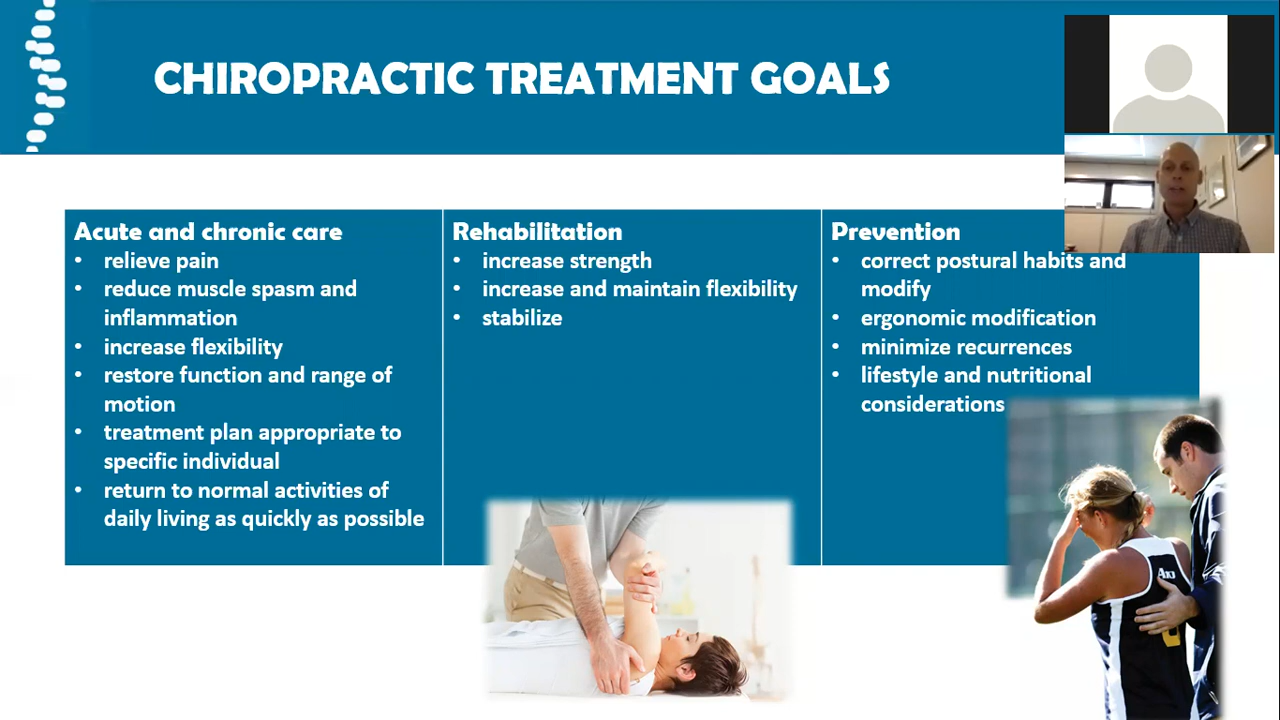 CHIROPRACTIC TREATMENT GOALS
Acute and chronic care
• relieve pain
• reduce muscle spasm and
inflammation
• increase flexibility
• restore function and range of
motion
• treatment plan appropriate to
specific individual
• return to normal activities of
daily living as quickly as possible
Rehabilitation
• increase strength
• increase and maintain flexibility
• stabilize
Prevention
• correct postural habits and
modify
• ergonomic modification
• minimize recurrences
• lifestyle and nutritional
considerations